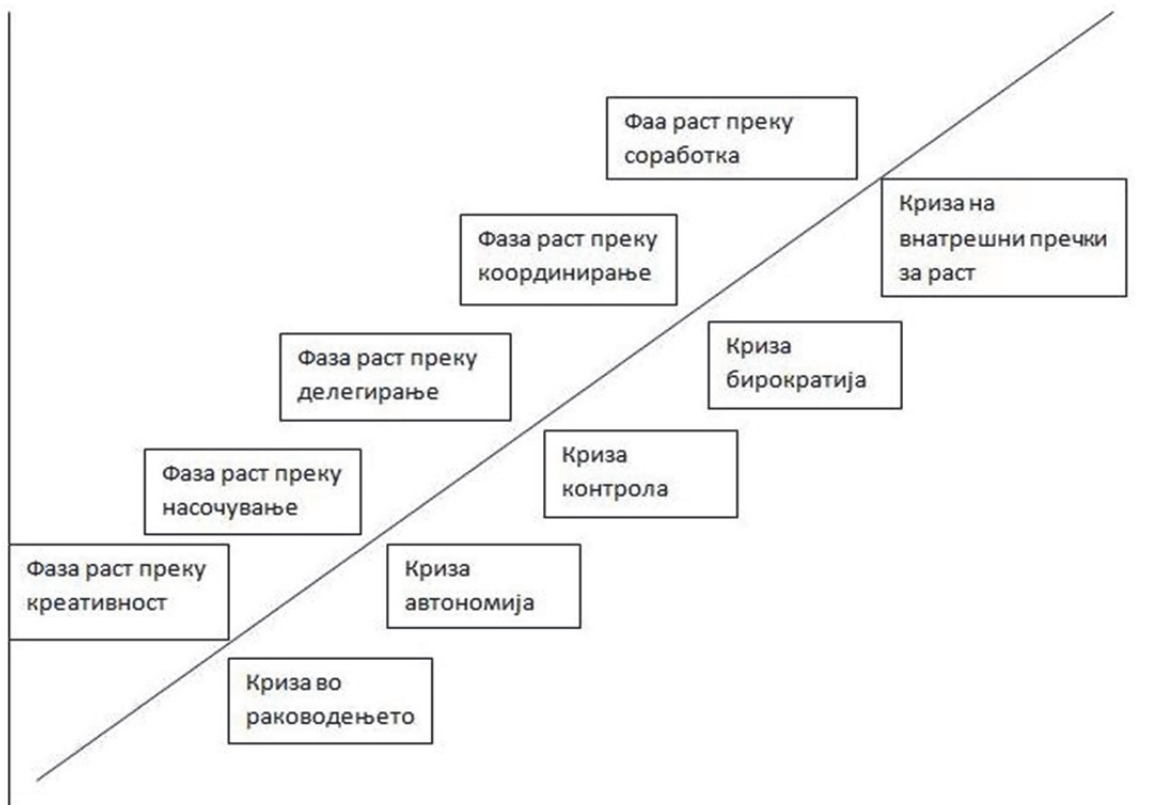 Фаа раст преку
соработка
Криза на
внатрешни пречки
за раст
Фаза раст преку
координирање
Криза
бирократија
Фаза раст преку
делегирање
Криза
контрола
Фаза раст преку
насочување
Фаза раст преку
креативност
Криза
автономија
Криза во
раководењето